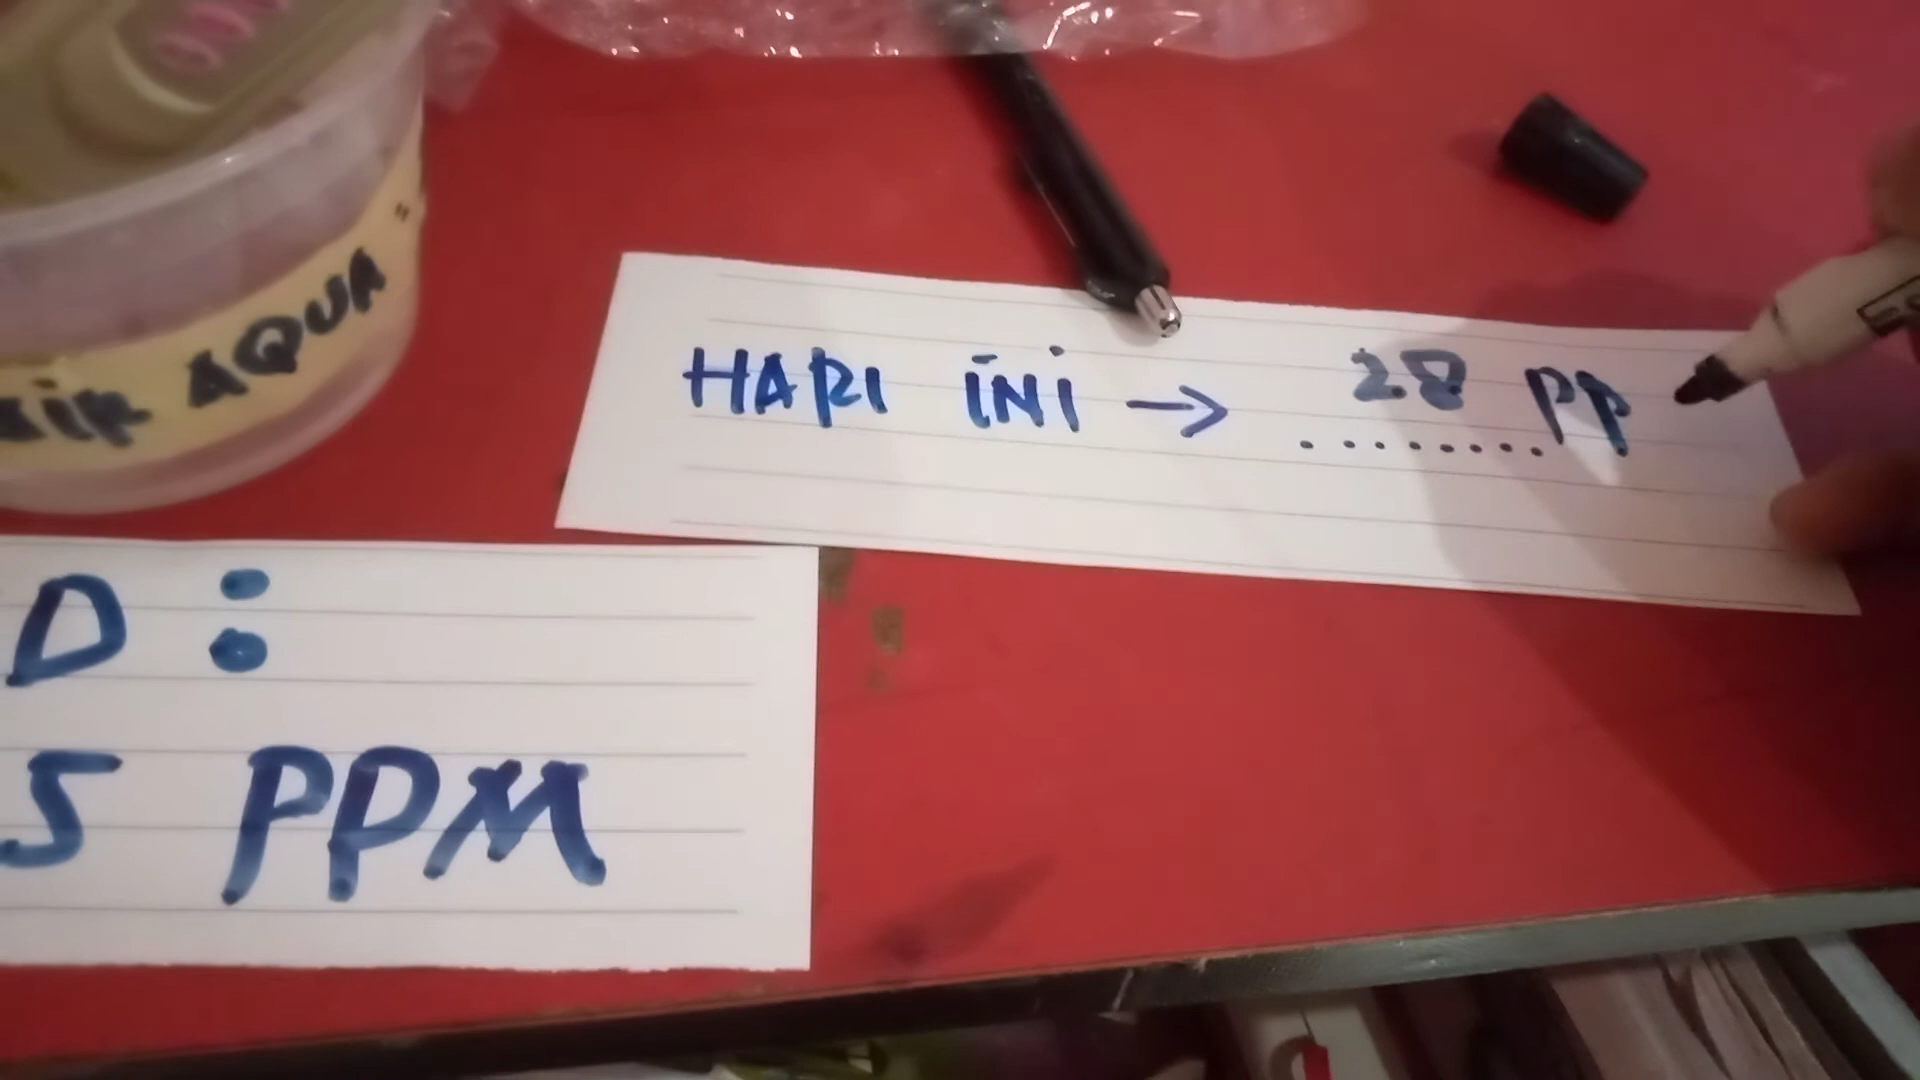 AIR AQUA "
HARI INI → 28 PP
........
D :
5 PPM